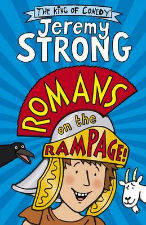 THE KING OF COMEDY
Jeremy
STRONG
ROMANS
on the
RAMPAGE!